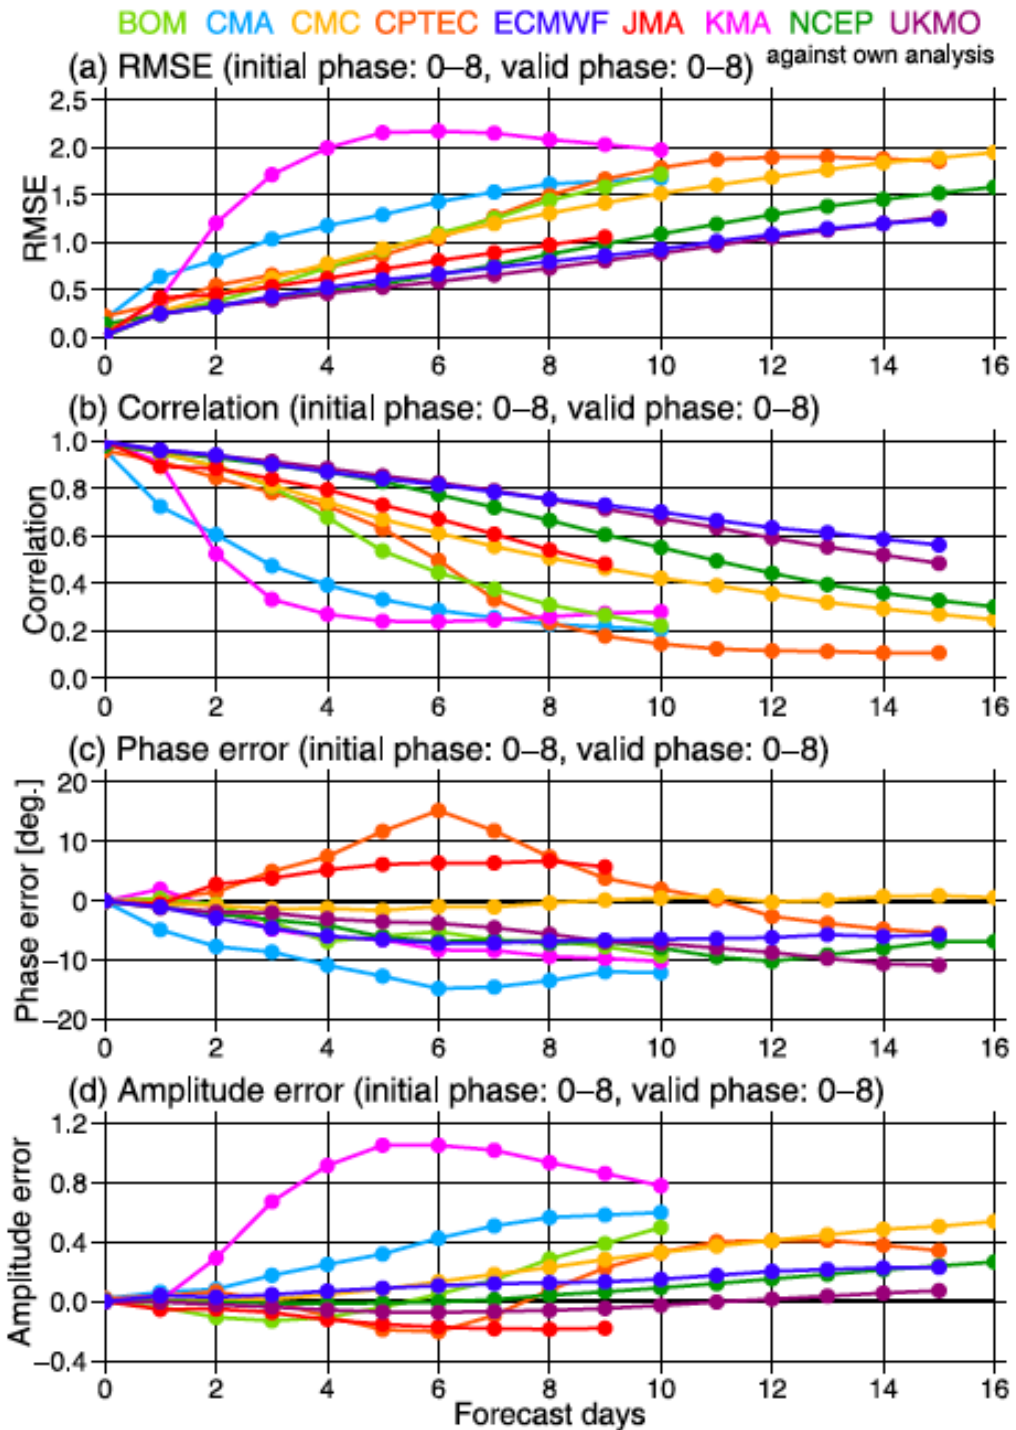 BOM CMA CMC CPTEC ECMWF JMA KMA NCEP UKMO
against own analysis
(a) RMSE (initial phase: 0–8, valid phase: 0–8)
RMSE
2.5
2.0
1.5
1.0
0.5
0.0
0 2 4 6 8 10 12 14 16
(b) Correlation (initial phase: 0–8, valid phase: 0–8)
Correlation
1.0
0.8
0.6
0.4
0.2
0.0
0 2 4 6 8 10 12 14 16
(c) Phase error (initial phase: 0–8, valid phase: 0–8)
Phase error [deg.]
20
10
0
−10
−20
0 2 4 6 8 10 12 14 16
(d) Amplitude error (initial phase: 0–8, valid phase: 0–8)
Amplitude error
1.2
0.8
0.4
0.0
−0.4
0 2 4 6 8 10 12 14 16
Forecast days